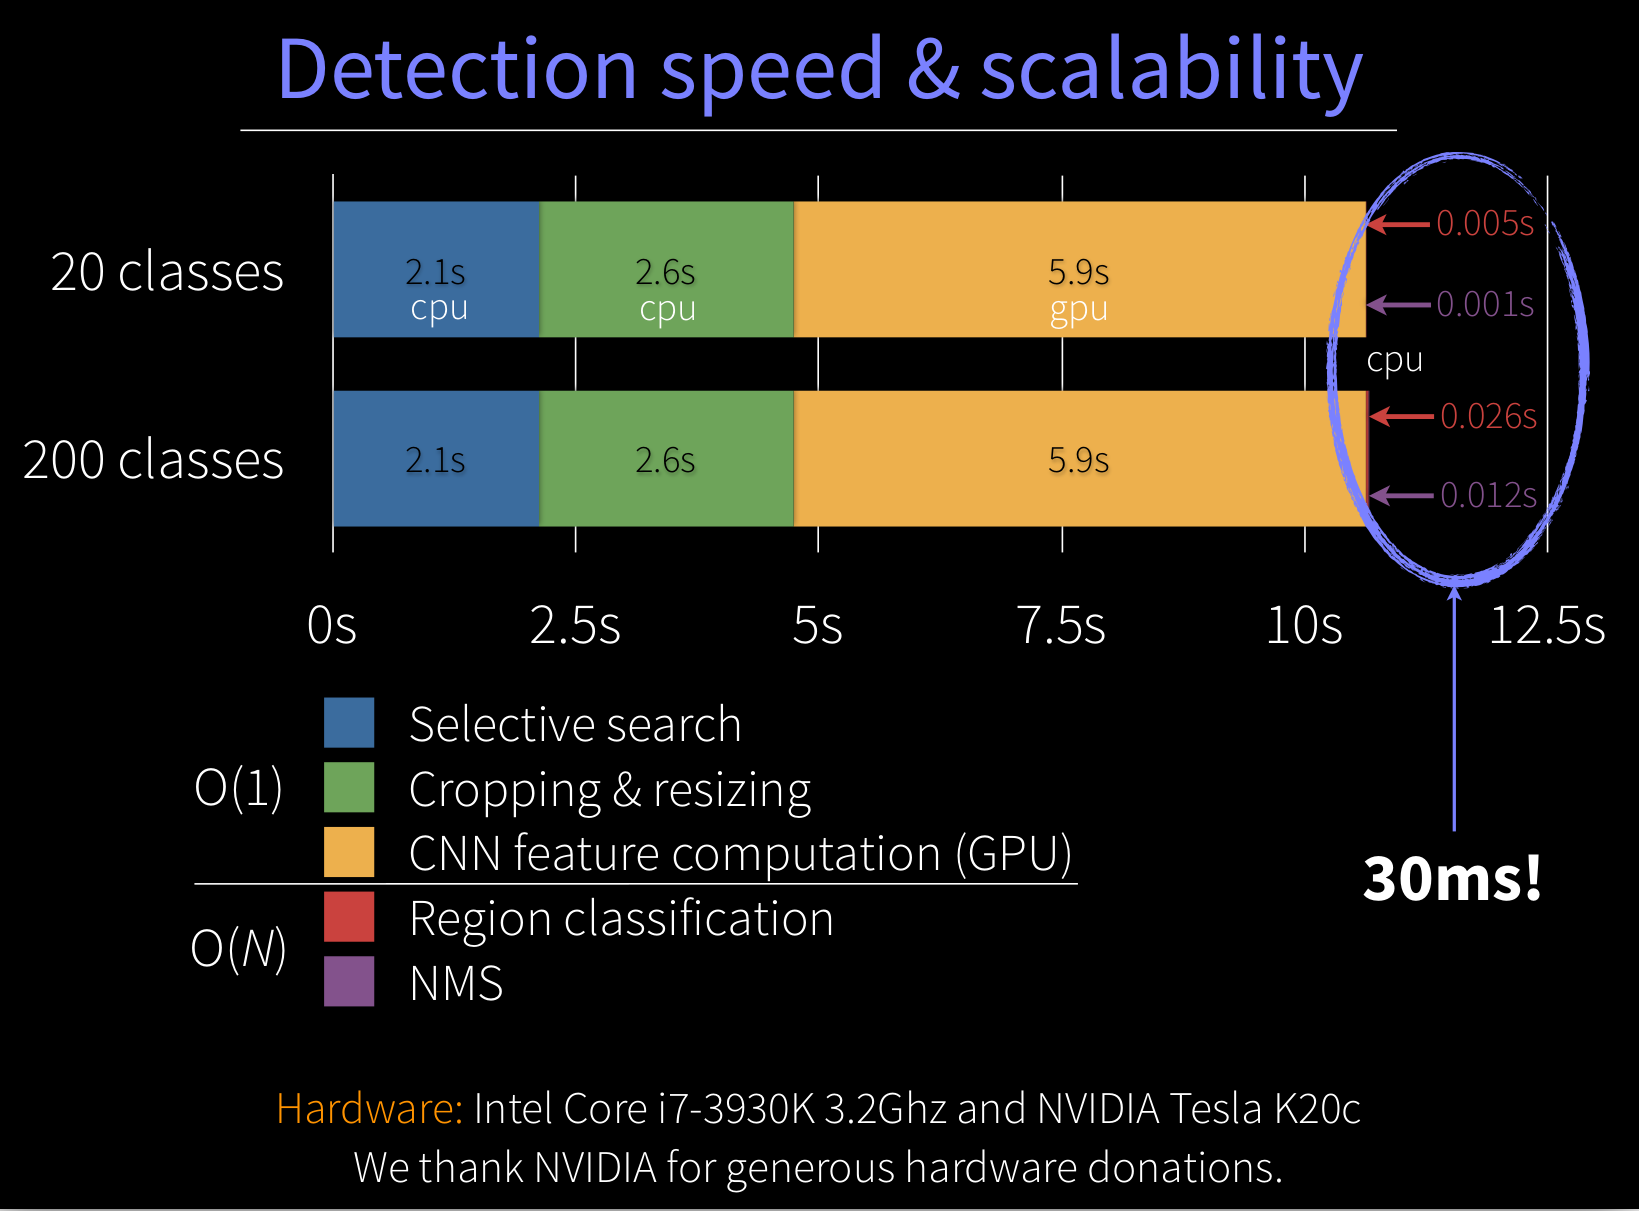 Detection speed & scalability
20 classes
2.1s
cpu
2.6s
cpu
5.9s
gpu
0.005s
0.001s
cpu
200 classes
2.1s
2.6s
5.9s
0.026s
0.012s
0s 2.5s 5s 7.5s 10s 12.5s
O(1)
Selective search
Cropping & resizing
CNN feature computation (GPU)
O(N)
Region classification
NMS
30ms!
Hardware: Intel Core i7-3930K 3.2Ghz and NVIDIA Tesla K20c
We thank NVIDIA for generous hardware donations.